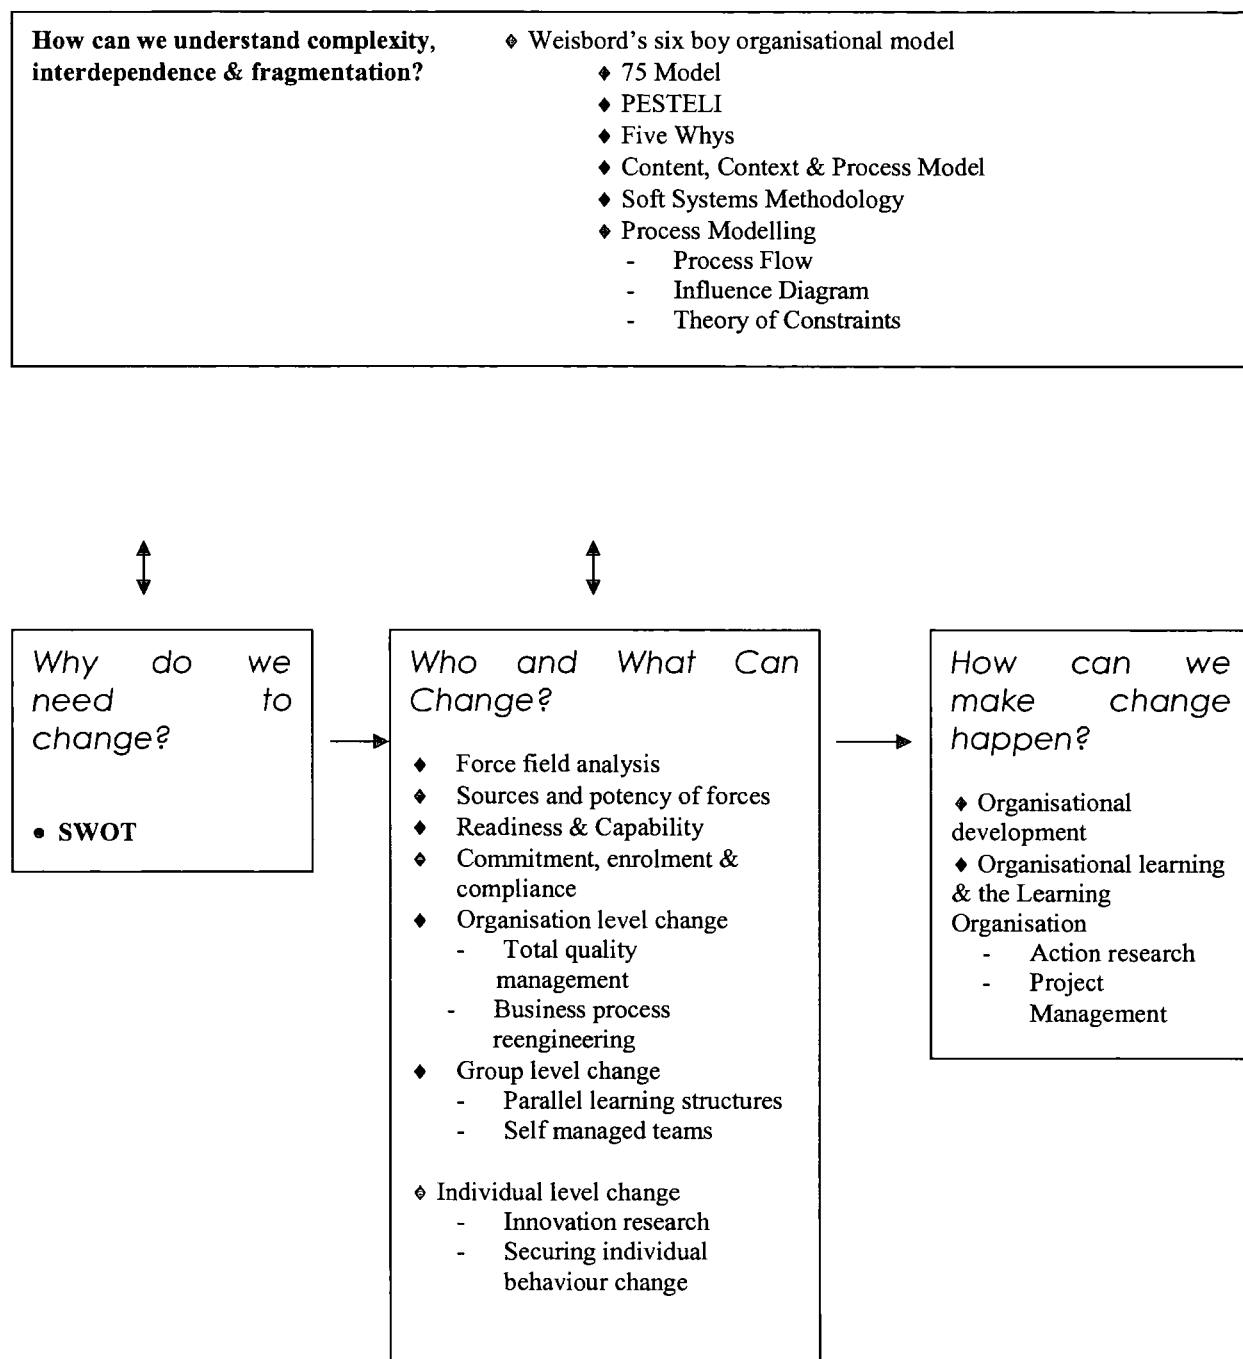 How can we understand complexity,
interdependence & fragmentation?
♦ Weisbord's six boy organisational model
♦ 75 Model
♦ PESTELI
♦ Five Whys
♦ Content, Context & Process Model
♦ Soft Systems Methodology
♦ Process Modelling
- Process Flow
- Influence Diagram
- Theory of Constraints
Why do we
need to
change?
• SWOT
Who and What Can
Change?
♦ Force field analysis
♦ Sources and potency of forces
♦ Readiness & Capability
♦ Commitment, enrolment &
compliance
♦ Organisation level change
- Total quality
management
- Business process
reengineering
♦ Group level change
- Parallel learning structures
- Self managed teams
♦ Individual level change
- Innovation research
- Securing individual
behaviour change
How can we
make change
happen?
♦ Organisational
development
♦ Organisational learning
& the Learning
Organisation
- Action research
- Project
Management